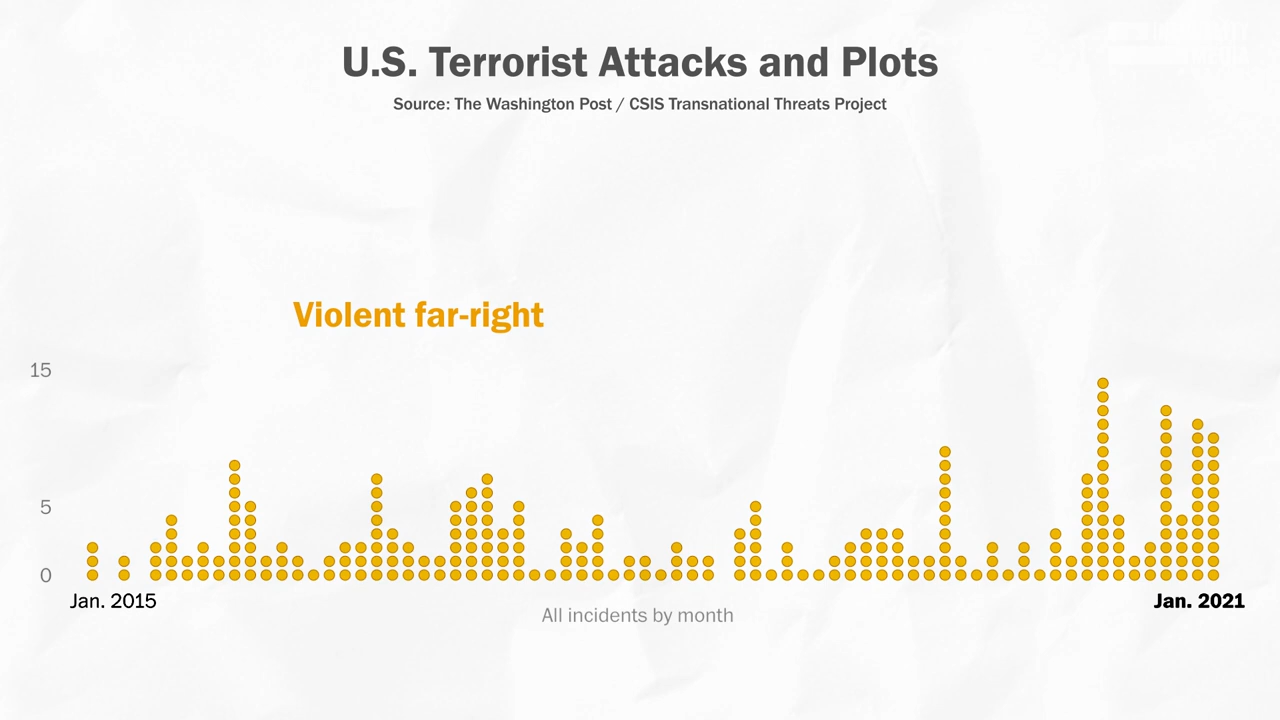 U.S. Terrorist Attacks and Plots
Source: The Washington Post / CSIS Transnational Threats Project
Violent far-right
15
5
0
Jan. 2015
Jan. 2021
All incidents by month